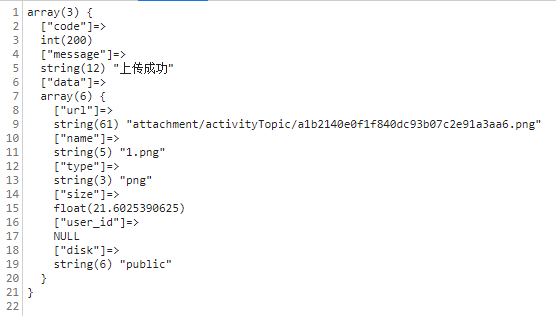 1 array(3) {
2   ["code"]=>
3   int(200)
4   ["message"]=>
5   string(12) "上传成功"
6   ["data"]=>
7   array(6) {
8     ["url"]=>
9     string(61) "attachment/activityTopic/a1b2140e0f1f840dc93b07c2e91a3aa6.png"
10     ["name"]=>
11     string(5) "1.png"
12     ["type"]=>
13     string(3) "png"
14     ["size"]=>
15     float(21.6025390625)
16     ["user_id"]=>
17     NULL
18     ["disk"]=>
19     string(6) "public"
20   }
21 }
22